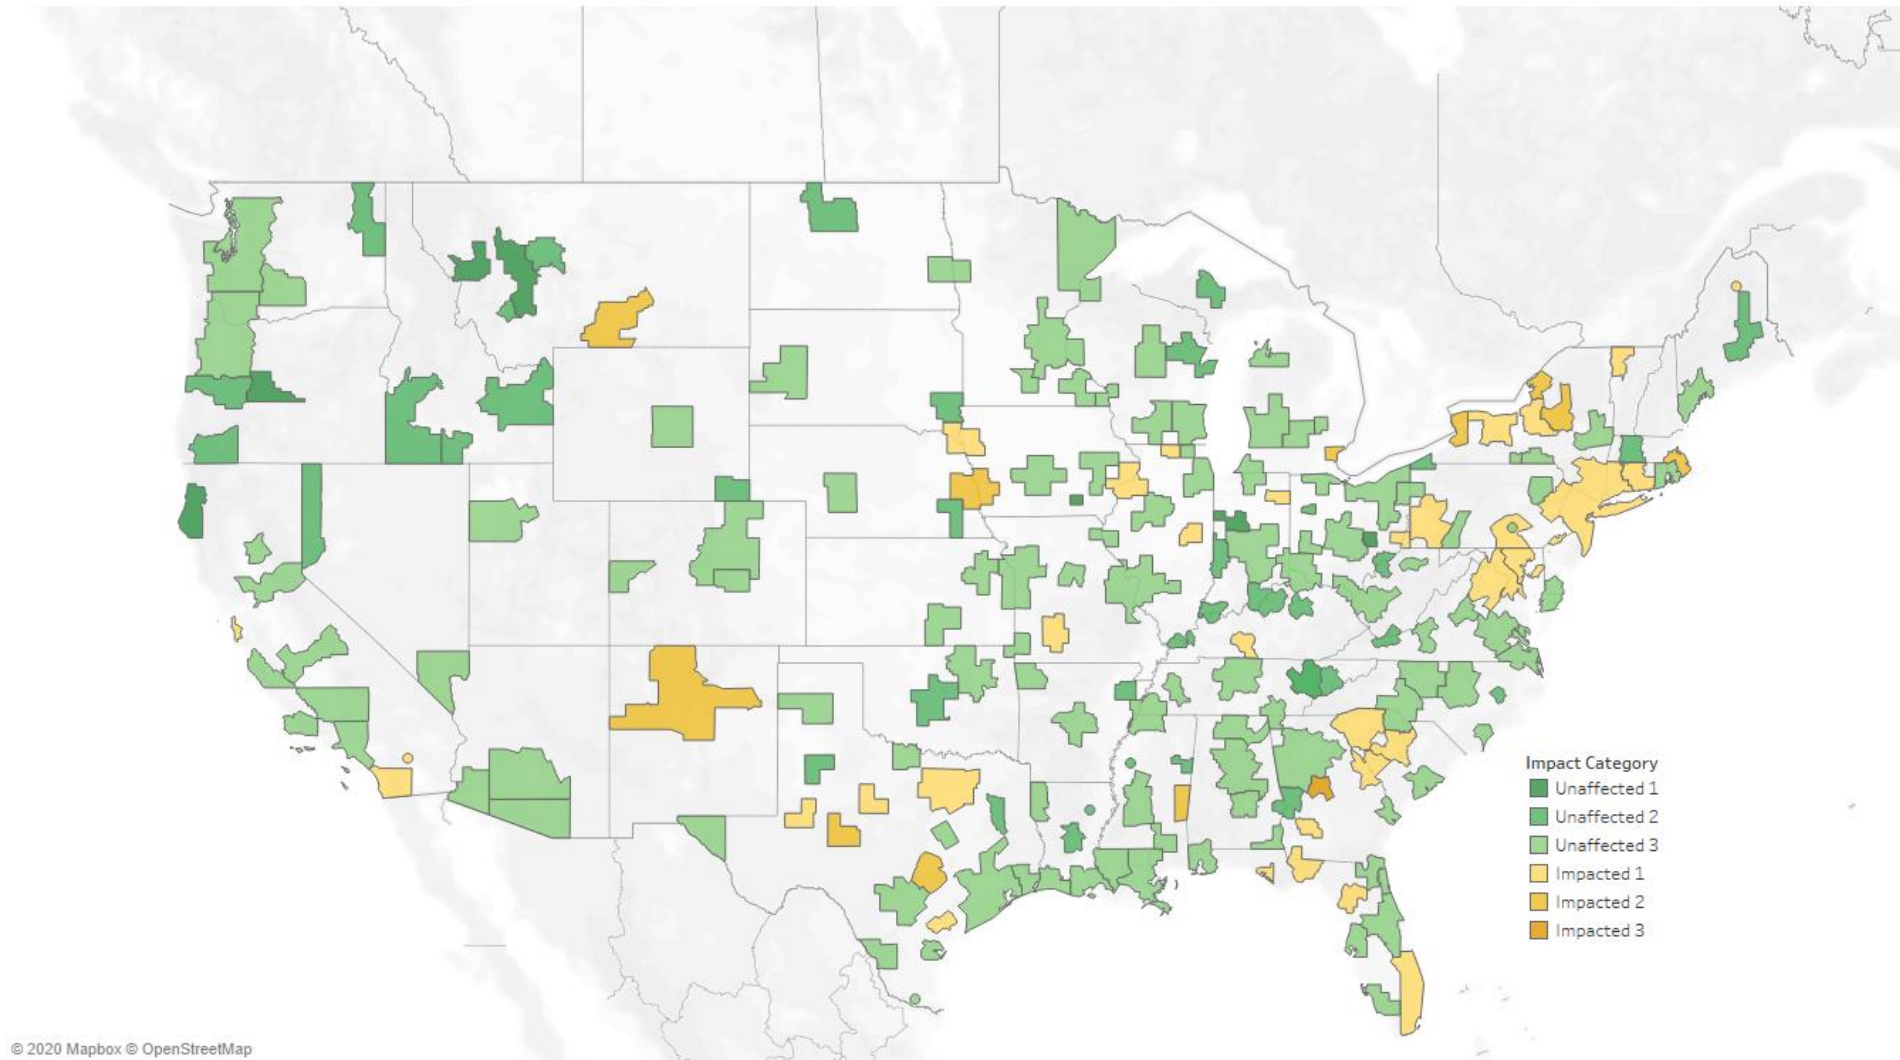 Impact Category
Unaffected 1
Unaffected 2
Unaffected 3
Impacted 1
Impacted 2
Impacted 3
© 2020 Mapbox © OpenStreetMap